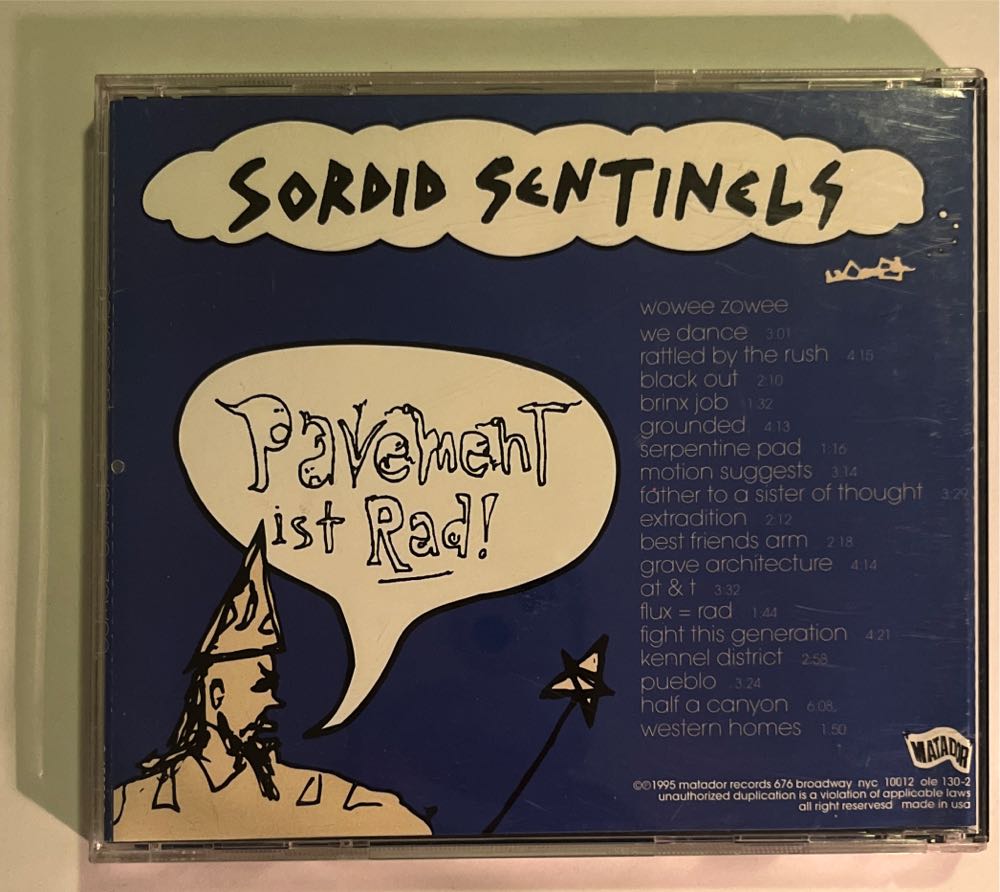 SORDID SENTINELS
Pavement
ist Rad!
wowee zowee
we dance 3:01
rattled by the rush 4:15
black out 2:10
brinx job 1:32
grounded 4:13
serpentine pad 1:16
motion suggests 3:14
father to a sister of thought 3:29
extradition 2:12
best friends arm 2:18
grave architecture 4:14
at & t 3:32
flux = rad 1:44
fight this generation 4:21
kennel district 2:58
pueblo 3:24
half a canyon 6:08
western homes 1:50
MATADOR
©℗1995 matador records 676 broadway nyc 10012 ole 130-2
unauthorized duplication is a violation of applicable laws
all right reservesd made in usa